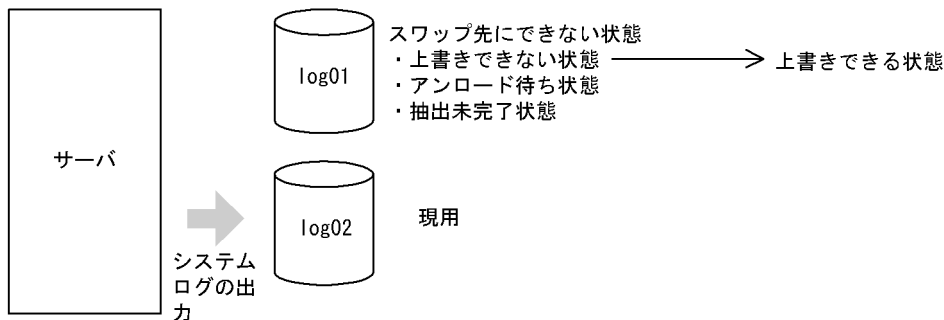 サーバ
log01
スワップ先にできない状態
・上書きできない状態
・アンロード待ち状態
・抽出未完了状態
上書きできる状態
log02
現用
システム
ログの出
力